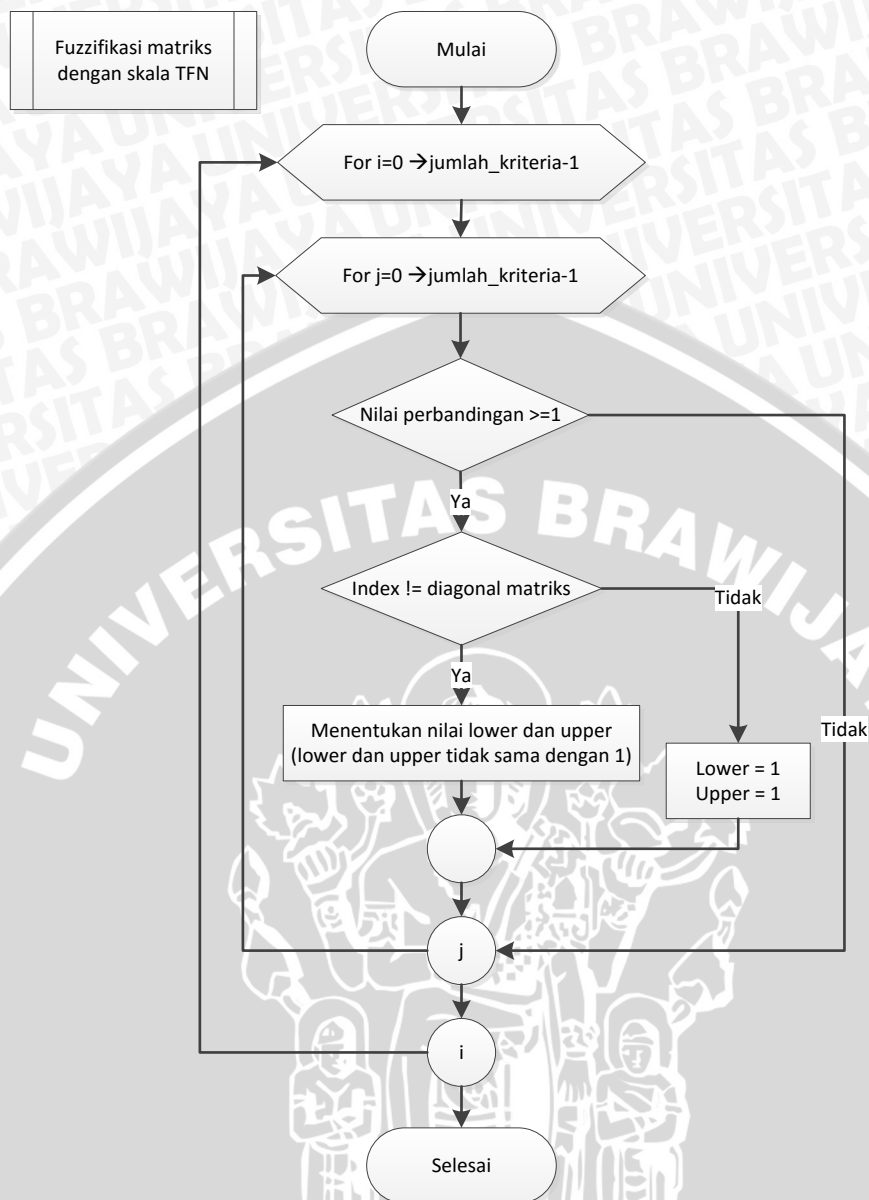 Fuzzifikasi matriks
dengan skala TFN
Mulai
For i=0 →jumlah_kriteria-1
For j=0 →jumlah_kriteria-1
Nilai perbandingan >=1
Ya
Index != diagonal matriks
Tidak
Ya
Menentukan nilai lower dan upper
(lower dan upper tidak sama dengan 1)
Tidak
Lower = 1
Upper = 1
j
i
Selesai
UNIVERSITAS BRAWIJAYA